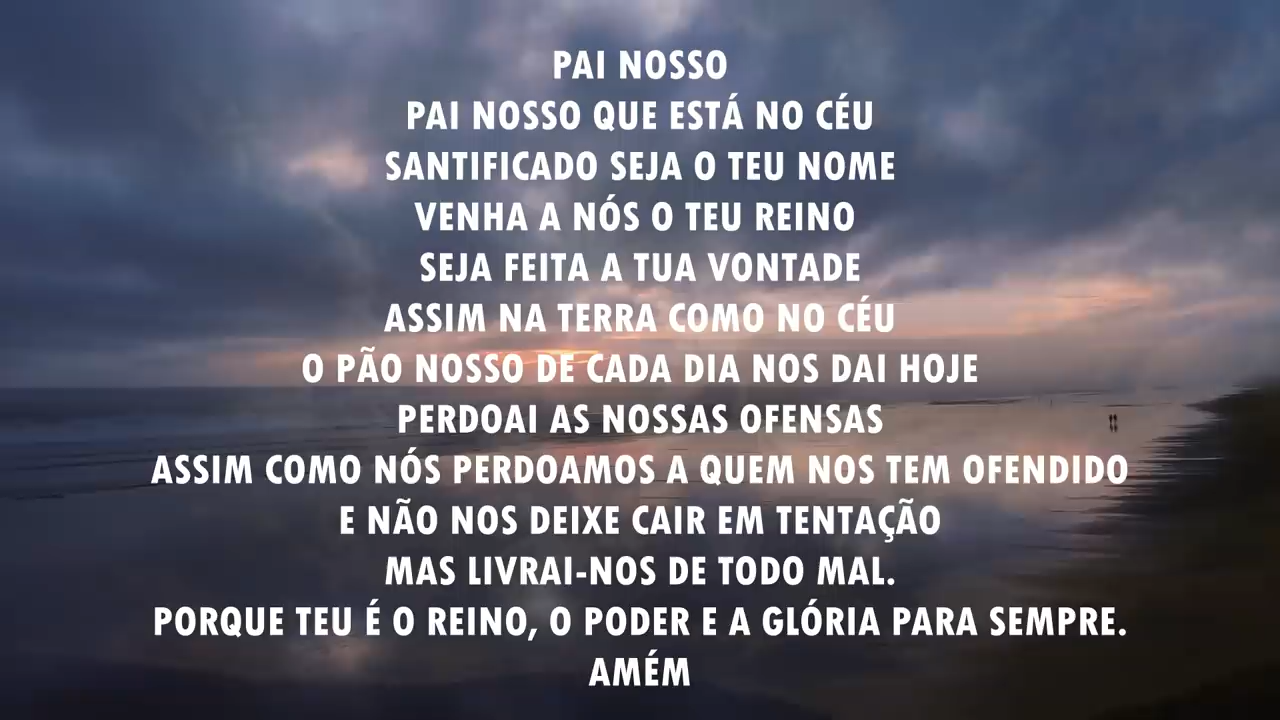 PAI NOSSO
PAI NOSSO QUE ESTÁ NO CÉU
SANTIFICADO SEJA O TEU NOME
VENHA A NÓS O TEU REINO
SEJA FEITA A TUA VONTADE
ASSIM NA TERRA COMO NO CÉU
O PÃO NOSSO DE CADA DIA NOS DAI HOJE
PERDOAI AS NOSSAS OFENSAS
ASSIM COMO NÓS PERDOAMOS A QUEM NOS TEM OFENDIDO
E NÃO NOS DEIXE CAIR EM TENTAÇÃO
MAS LIVRAI-NOS DE TODO MAL.
PORQUE TEU É O REINO, O PODER E A GLÓRIA PARA SEMPRE.
AMÉM